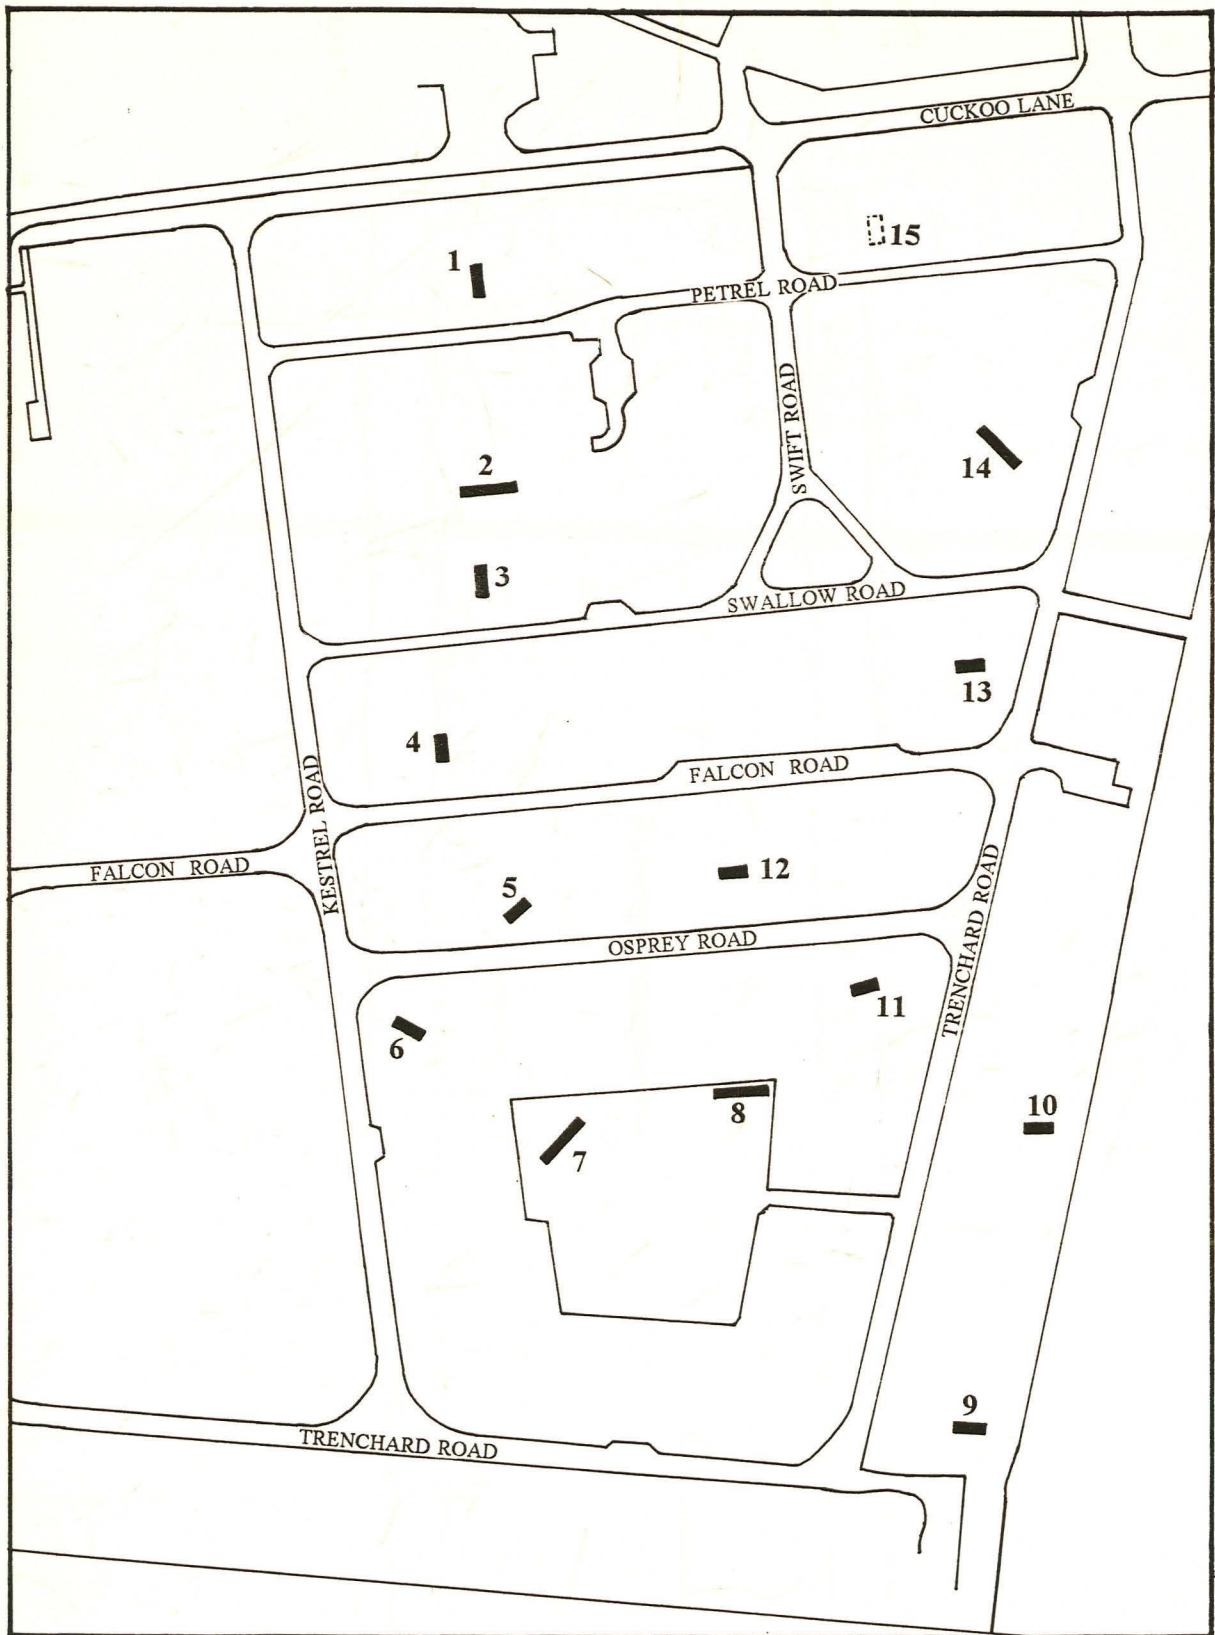 CUCKOO LANE
15
1
PETREL ROAD
SWIFT ROAD
14
2
3
SWALLOW ROAD
13
4
FALCON ROAD
KESTREL ROAD
FALCON ROAD
12
5
TRENCHARD ROAD
OSPREY ROAD
11
6
10
8
7
9
TRENCHARD ROAD